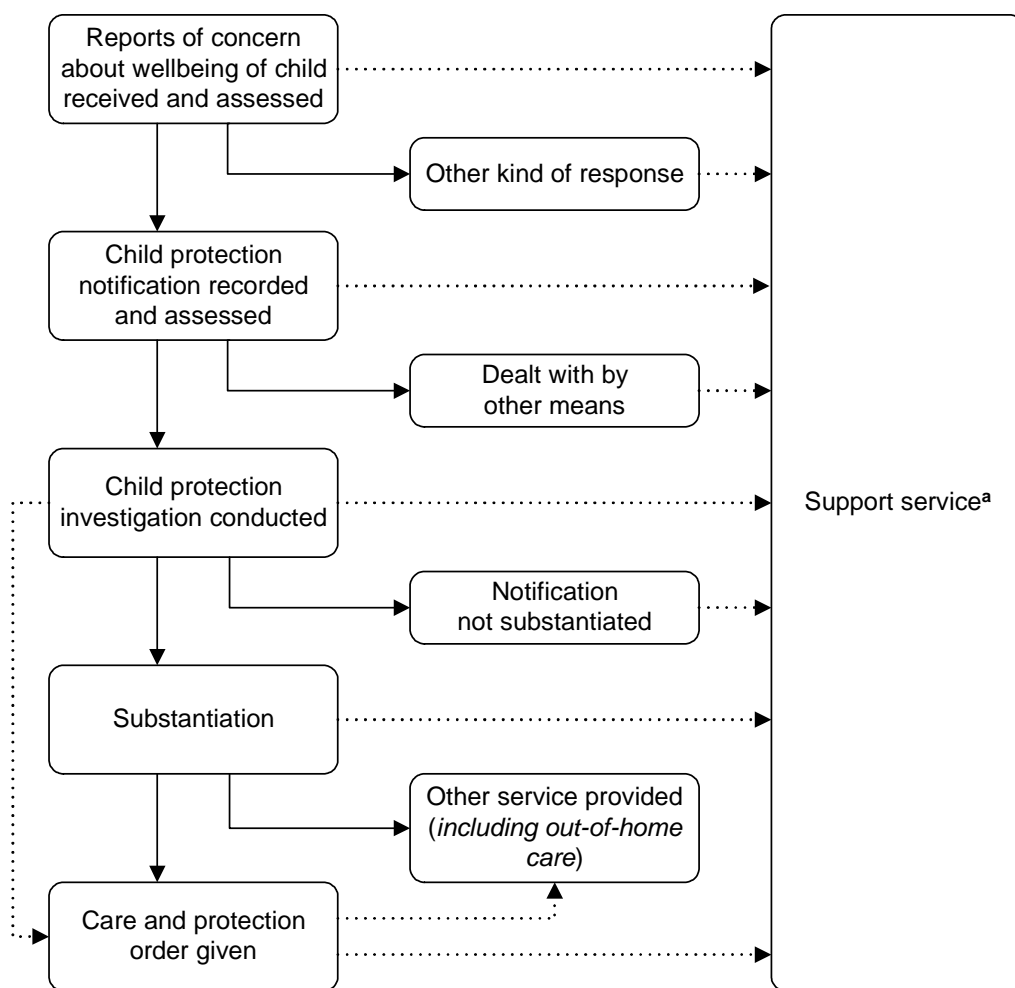 Reports of concern
about wellbeing of child
received and assessed
Other kind of response
Child protection
notification recorded
and assessed
Dealt with by
other means
Child protection
investigation conducted
Support serviceᵃ
Notification
not substantiated
Substantiation
Other service provided
(including out-of-home
care)
Care and protection
order given